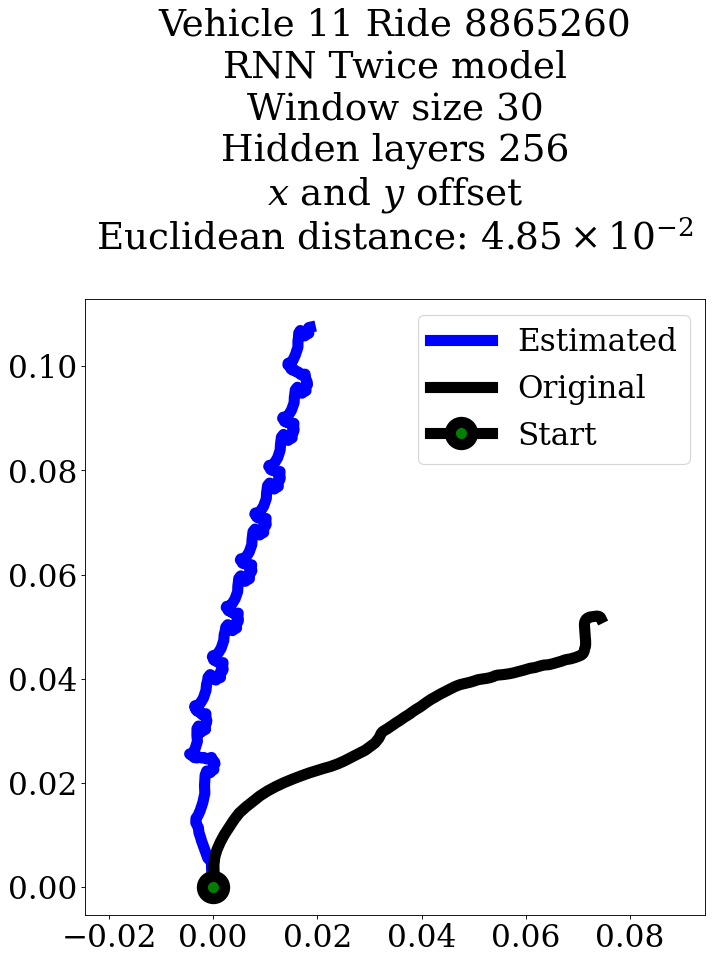 Vehicle 11 Ride 8865260
RNN Twice model
Window size 30
Hidden layers 256
x and y offset
Euclidean distance: 4.85 × 10⁻²
Estimated
Original
Start
0.10
0.08
0.06
0.04
0.02
0.00
−0.02 0.00 0.02 0.04 0.06 0.08